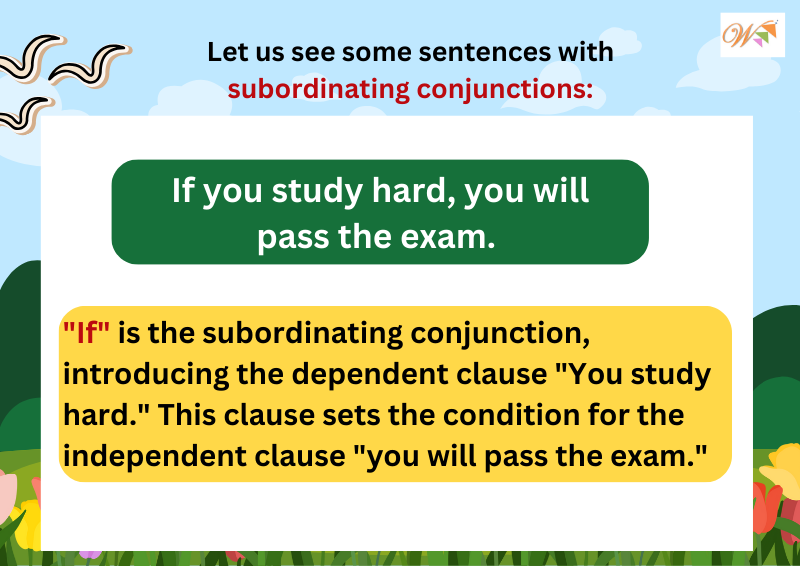 Let us see some sentences with
subordinating conjunctions:
W
If you study hard, you will
pass the exam.
"If" is the subordinating conjunction,
introducing the dependent clause "You study
hard." This clause sets the condition for the
independent clause "you will pass the exam."